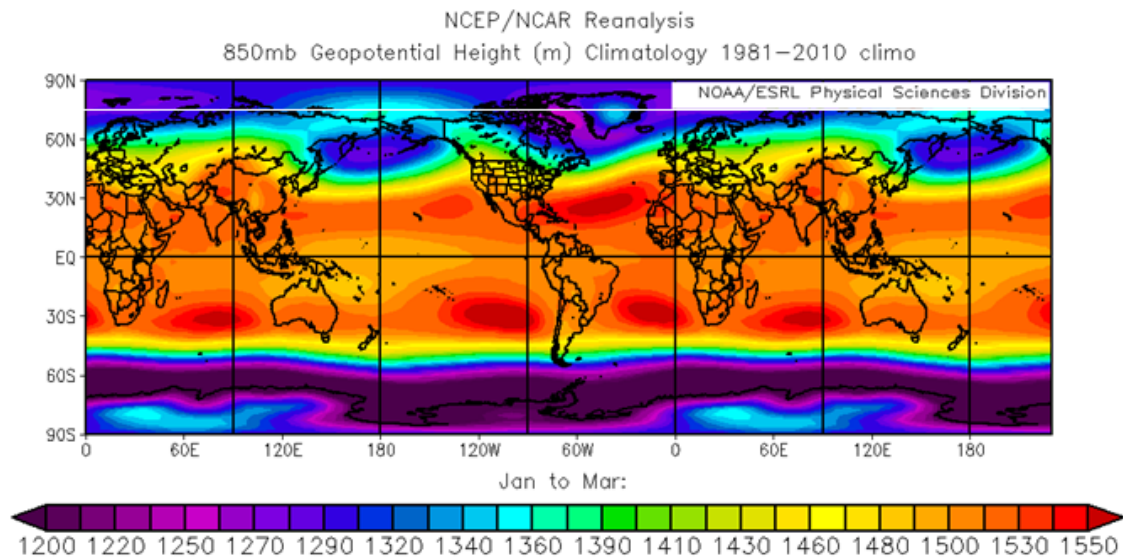 NCEP/NCAR Reanalysis
850mb Geopotential Height (m) Climatology 1981−2010 climo
NOAA/ESRL Physical Sciences Division
90N
60N
30N
EQ
30S
60S
90S
0 60E 120E 180 120W 60W 0 60E 120E 180
Jan to Mar:
1200 1220 1250 1270 1290 1320 1340 1360 1390 1410 1430 1460 1480 1500 1530 1550